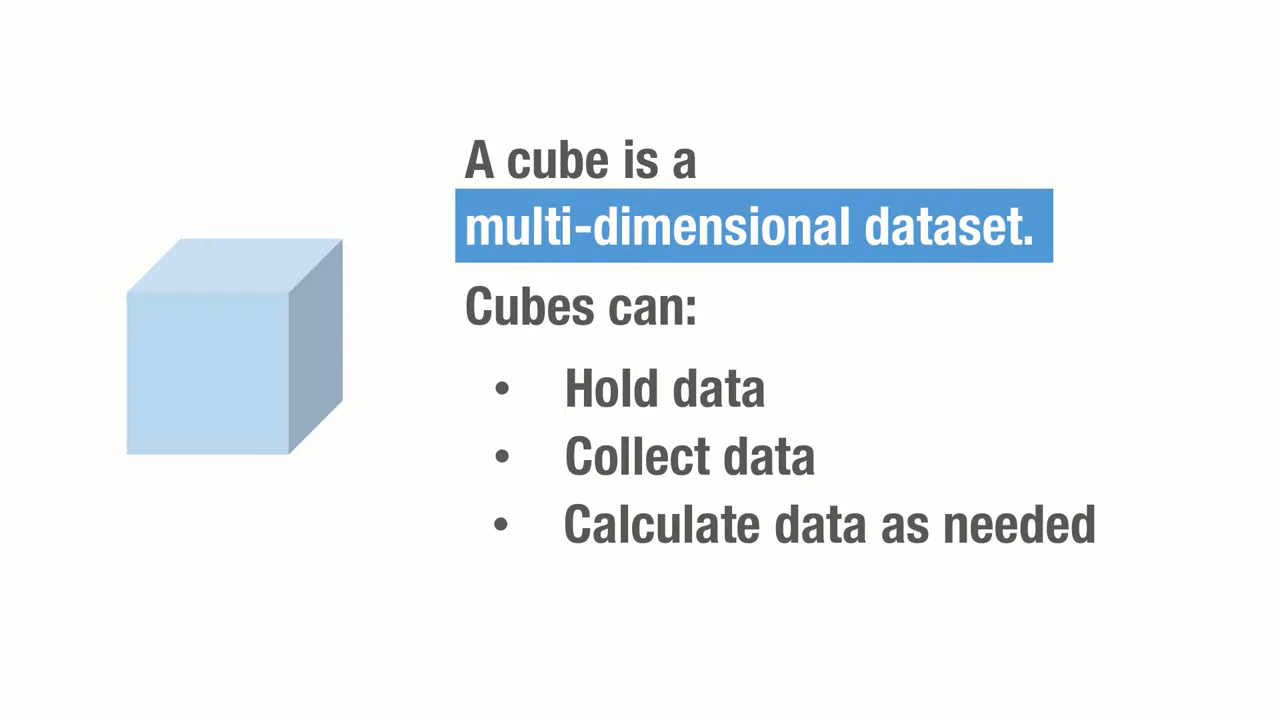 A cube is a
multi-dimensional dataset.
Cubes can:
• Hold data
• Collect data
• Calculate data as needed